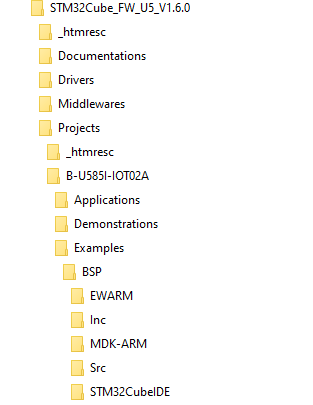 STM32Cube_FW_U5_V1.6.0
_htmresc
Documentations
Drivers
Middlewares
Projects
_htmresc
B-U585I-IOT02A
Applications
Demonstrations
Examples
BSP
EWARM
Inc
MDK-ARM
Src
STM32CubeIDE